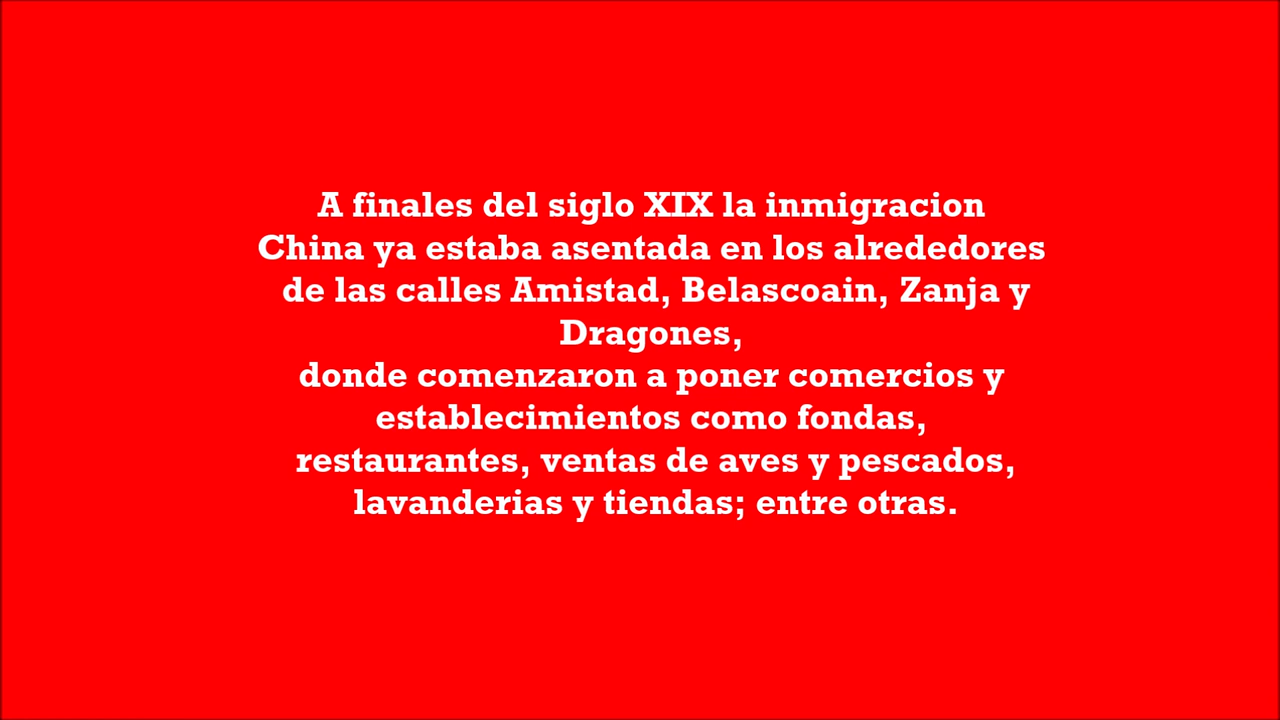 A finales del siglo XIX la inmigracion
China ya estaba asentada en los alrededores
de las calles Amistad, Belascoain, Zanja y
Dragones,
donde comenzaron a poner comercios y
establecimientos como fondas,
restaurantes, ventas de aves y pescados,
lavanderias y tiendas; entre otras.